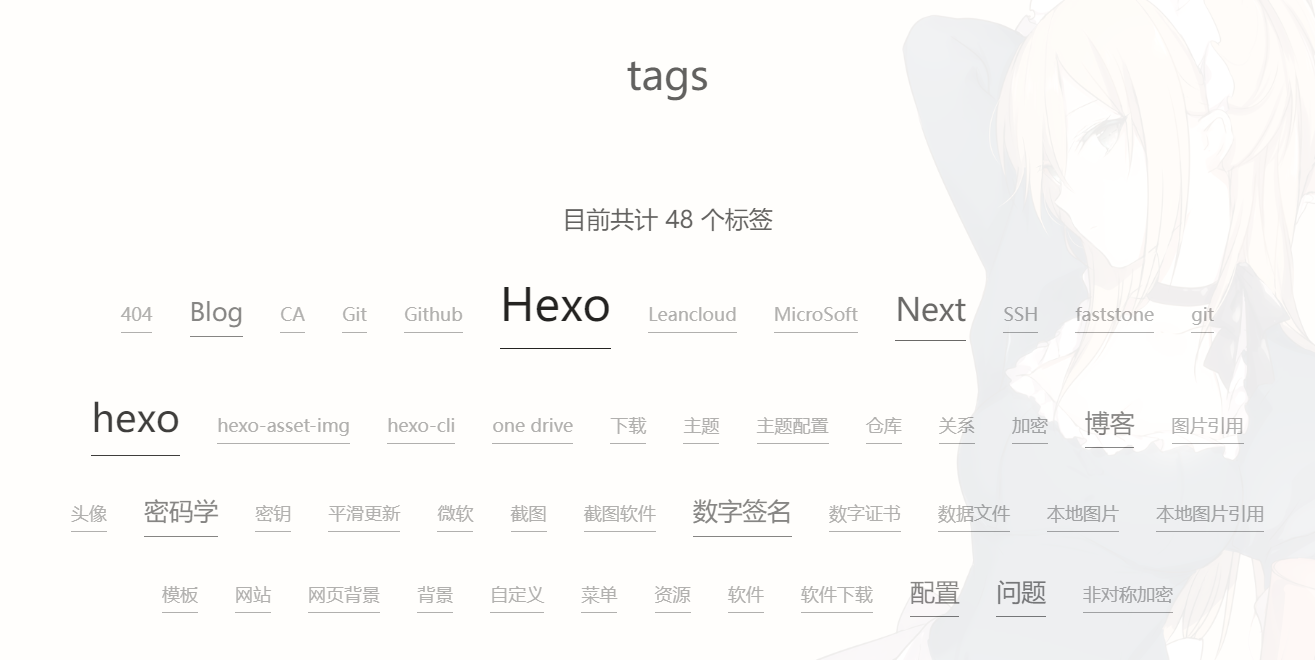 tags
目前共计 48 个标签
404 Blog CA Git Github Hexo Leancloud MicroSoft Next SSH faststone git
hexo hexo-asset-img hexo-cli one drive 下载 主题 主题配置 仓库 关系 加密 博客 图片引用
头像 密码学 密钥 平滑更新 微软 截图 截图软件 数字签名 数字证书 数据文件 本地图片 本地图片引用
模板 网站 网页背景 背景 自定义 菜单 资源 软件 软件下载 配置 问题 非对称加密